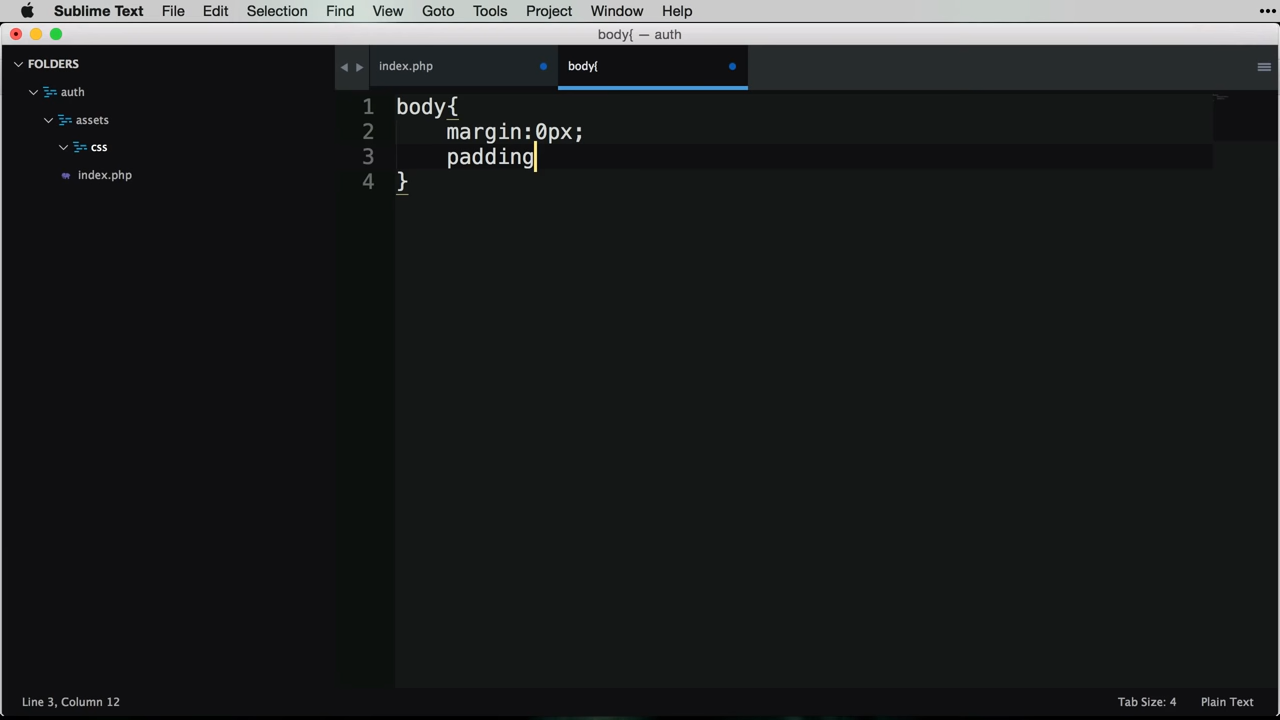 Sublime Text File Edit Selection Find View Goto Tools Project Window Help
body{ — auth
FOLDERS
auth
assets
css
index.php
index.php
body{
1 body{
2 margin:0px;
3 padding
4 }
Line 3, Column 12
Tab Size: 4
Plain Text